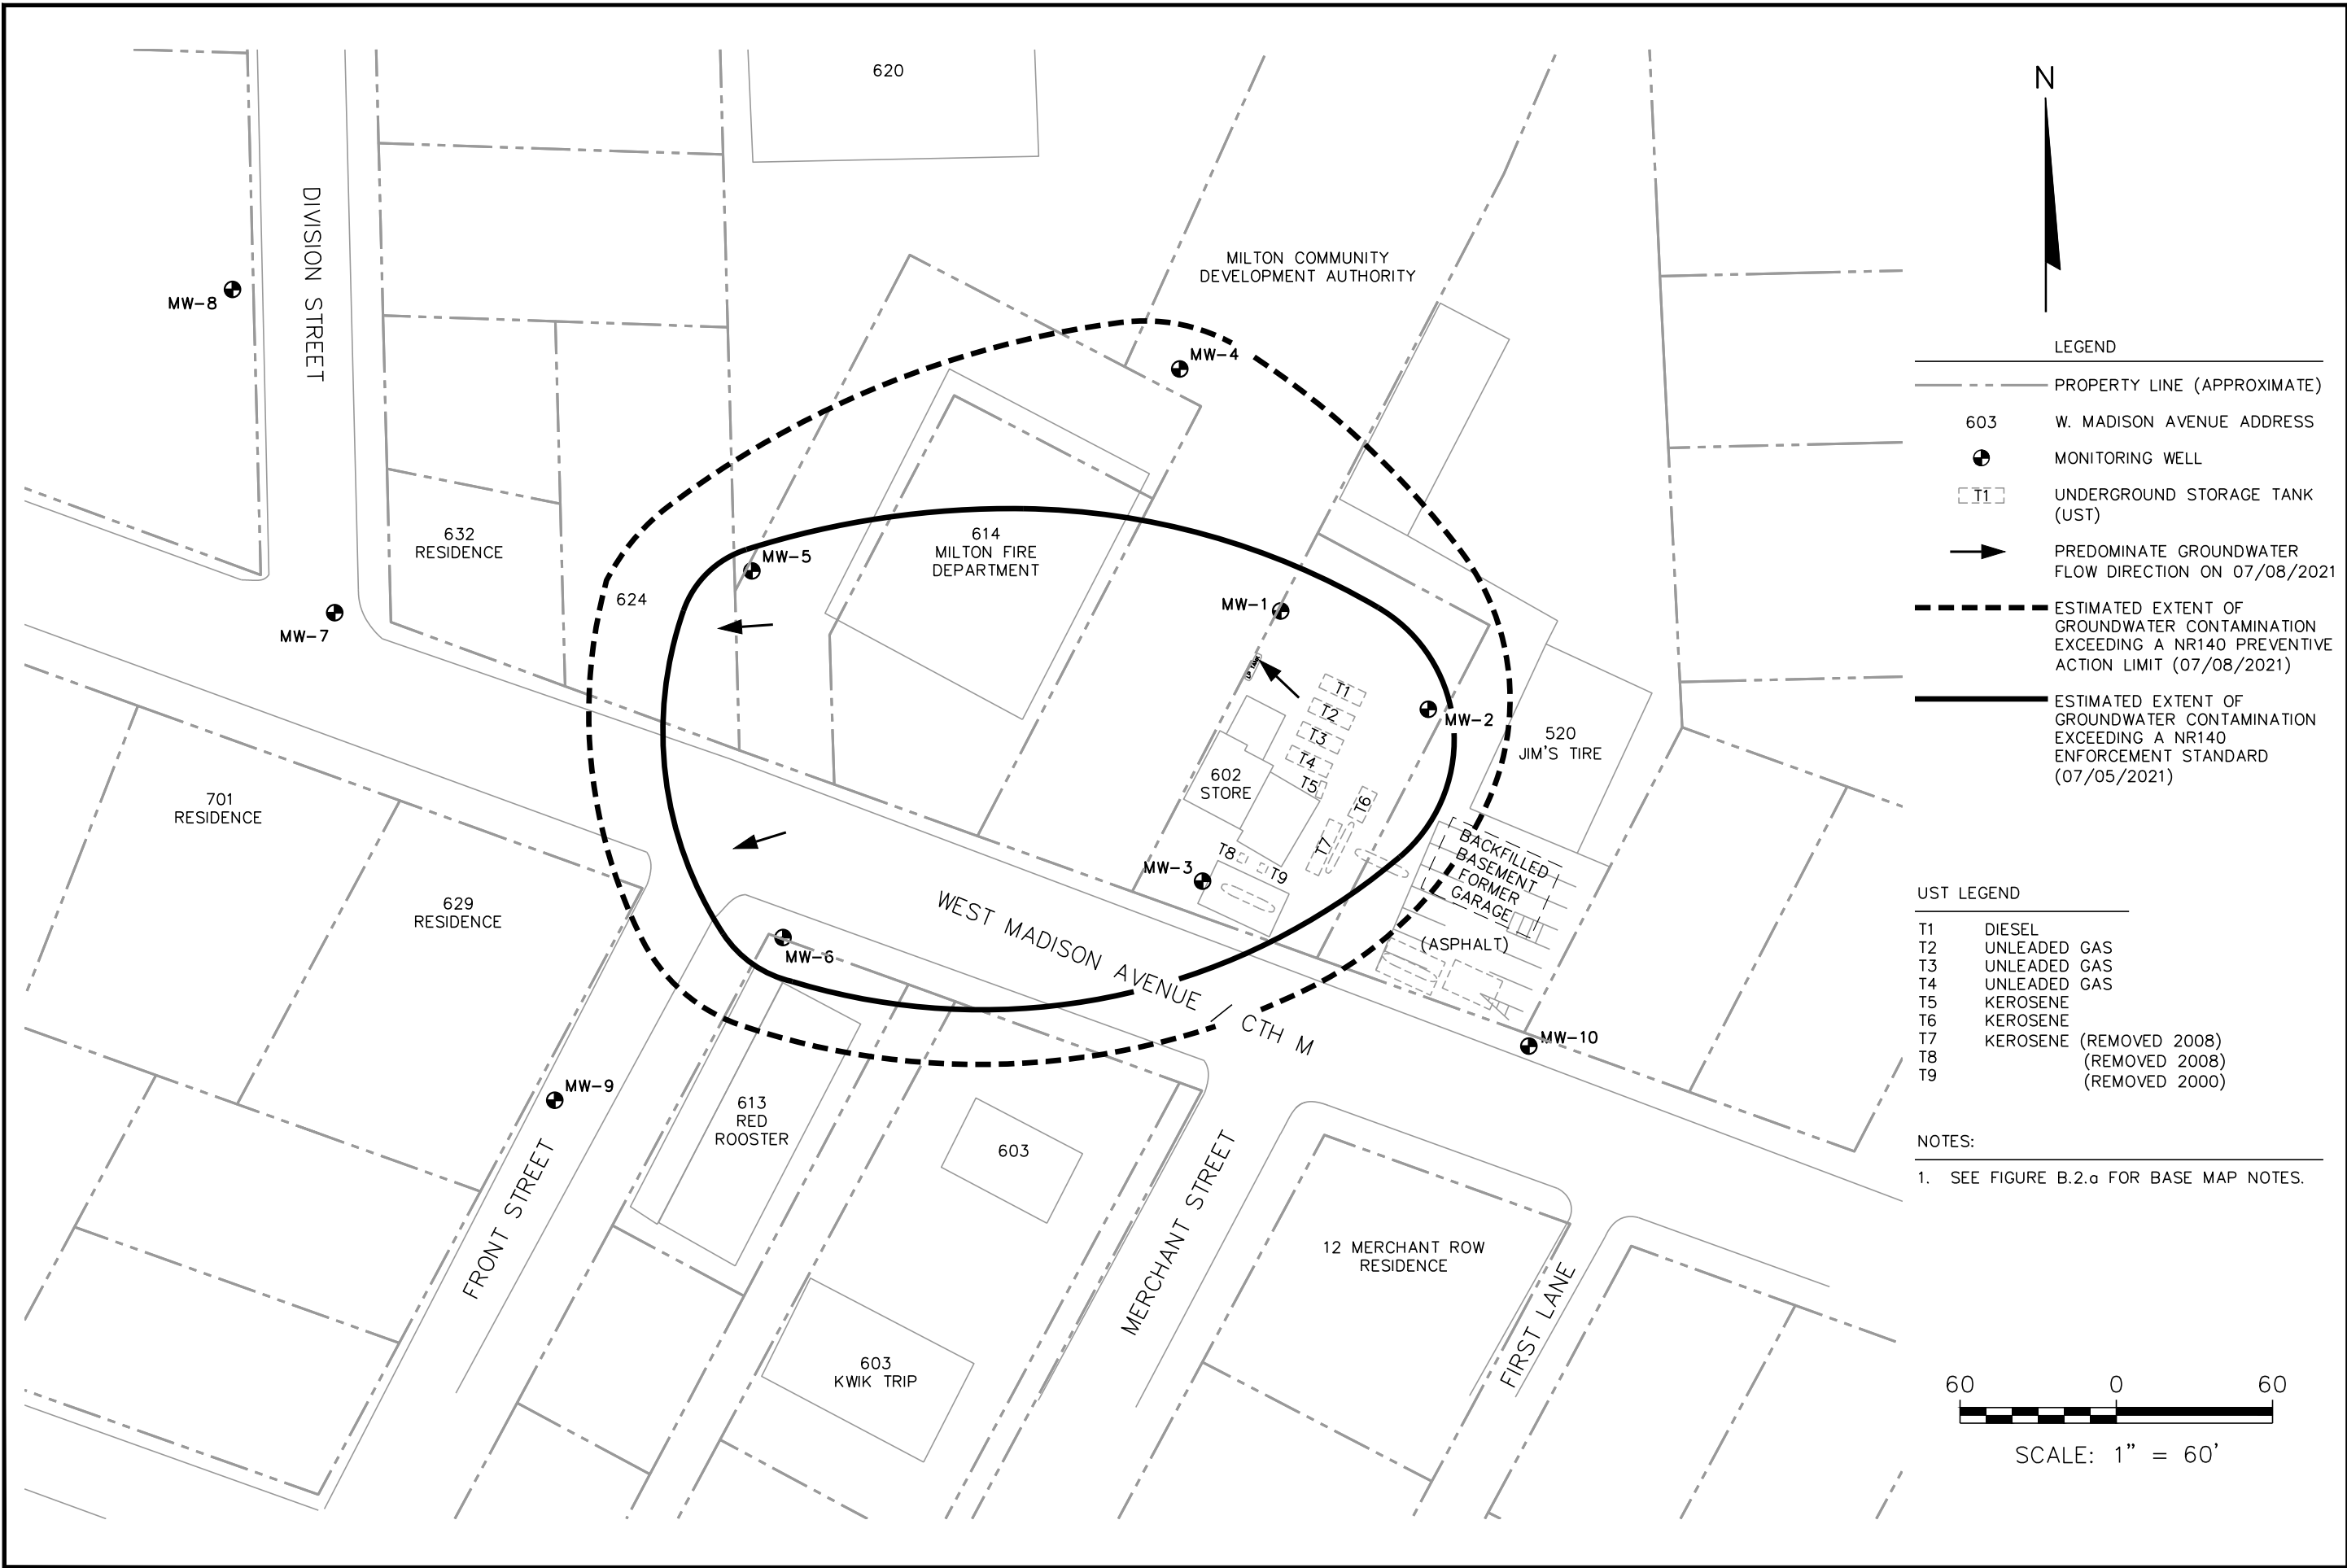 620
N
DIVISION STREET
MILTON COMMUNITY
DEVELOPMENT AUTHORITY
MW-8
MW-4
632
RESIDENCE
614
MILTON FIRE
DEPARTMENT
MW-5
624
MW-1
MW-7
LP TANK
T1
T2
T3
T4
T5
T6
T7
T8
T9
MW-2
520
JIM'S TIRE
602
STORE
701
RESIDENCE
629
RESIDENCE
MW-3
BACKFILLED
BASEMENT
FORMER
GARAGE
(ASPHALT)
WEST MADISON AVENUE / CTH M
MW-6
MW-10
MW-9
613
RED
ROOSTER
603
FRONT STREET
MERCHANT STREET
12 MERCHANT ROW
RESIDENCE
FIRST LANE
603
KWIK TRIP
LEGEND
PROPERTY LINE (APPROXIMATE)
603 W. MADISON AVENUE ADDRESS
MONITORING WELL
T1 UNDERGROUND STORAGE TANK
(UST)
PREDOMINATE GROUNDWATER
FLOW DIRECTION ON 07/08/2021
ESTIMATED EXTENT OF
GROUNDWATER CONTAMINATION
EXCEEDING A NR140 PREVENTIVE
ACTION LIMIT (07/08/2021)
ESTIMATED EXTENT OF
GROUNDWATER CONTAMINATION
EXCEEDING A NR140
ENFORCEMENT STANDARD
(07/05/2021)
UST LEGEND
T1 DIESEL
T2 UNLEADED GAS
T3 UNLEADED GAS
T4 UNLEADED GAS
T5 KEROSENE
T6 KEROSENE
T7 KEROSENE (REMOVED 2008)
T8 (REMOVED 2008)
T9 (REMOVED 2000)
NOTES:
1. SEE FIGURE B.2.a FOR BASE MAP NOTES.
60 0 60
SCALE: 1" = 60'